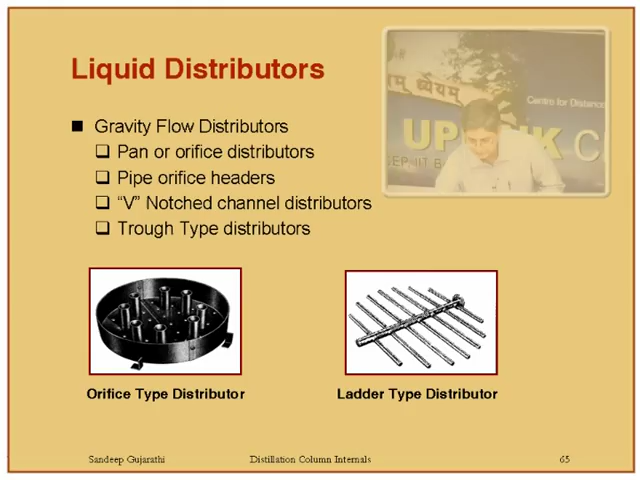 Liquid Distributors
Gravity Flow Distributors
Pan or orifice distributors
Pipe orifice headers
“V” Notched channel distributors
Trough Type distributors
Orifice Type Distributor
Ladder Type Distributor
Sandeep Gujarathi
Distillation Column Internals
65
ध्येयम्
Centre for Distance